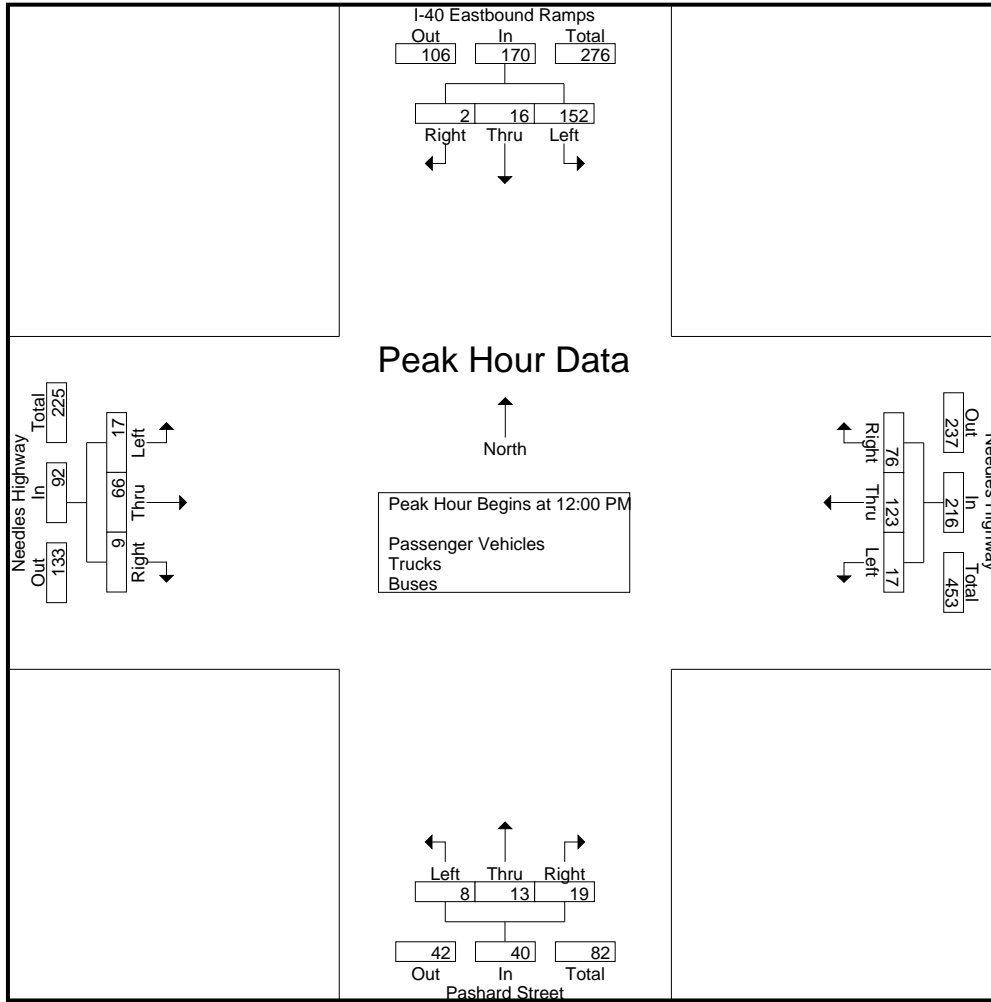 I-40 Eastbound Ramps
Out In Total
106 170 276
2 16 152
Right Thru Left
Peak Hour Data
North
Peak Hour Begins at 12:00 PM
Passenger Vehicles
Trucks
Buses
Needles Highway
Total In Out
225 92 133
17 66 9
Left Thru Right
Needles Highway
Out In Total
237 216 453
76 123 17
Right Thru Left
Left Thru Right
8 13 19
42 40 82
Out In Total
Pashard Street